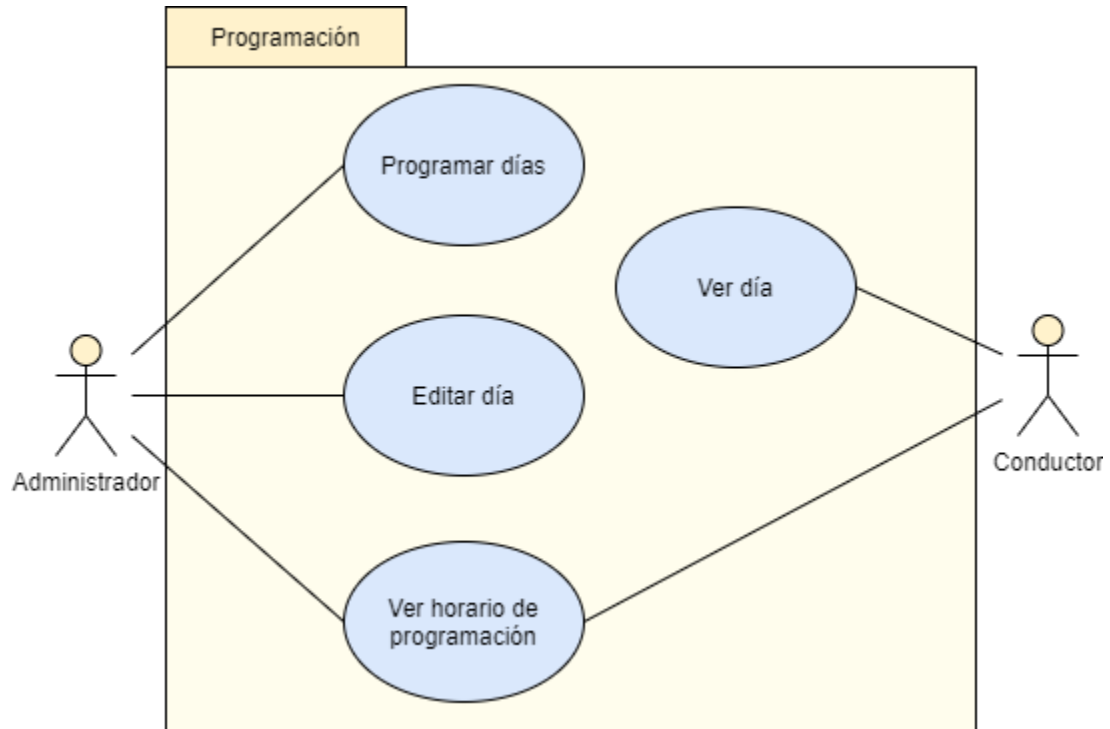 Programación
Programar días
Ver día
Editar día
Administrador
Conductor
Ver horario de
programación